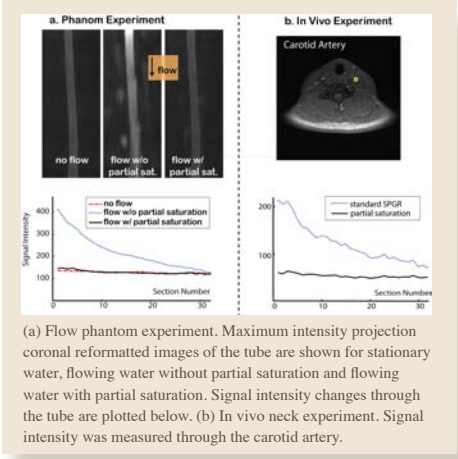 a. Phanom Experiment
flow
no flow
flow w/o
partial sat.
flow w/
partial sat.
no flow
flow w/o partial saturation
flow w/ partial saturation
Signal Intensity
400
300
200
100
Section Number
0
10
20
30
b. In Vivo Experiment
Carotid Artery
standard SPGR
partial saturation
200
100
Section Number
0
10
20
30
(a) Flow phantom experiment. Maximum intensity projection
coronal reformatted images of the tube are shown for stationary
water, flowing water without partial saturation and flowing
water with partial saturation. Signal intensity changes through
the tube are plotted below. (b) In vivo neck experiment. Signal
intensity was measured through the carotid artery.